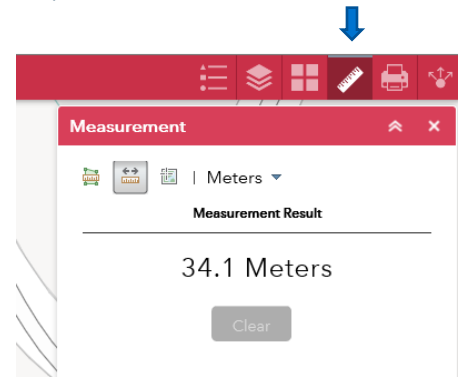 Measurement
| Meters
Measurement Result
34.1 Meters
Clear